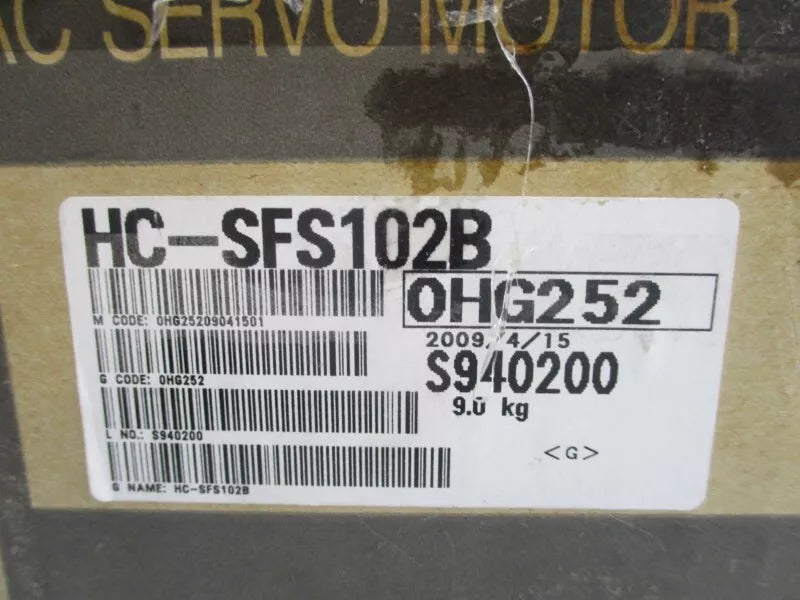 AC SERVO MOTOR
HC-SFS102B
0HG252
M CODE: 0HG25209041501
2009/4/15
G CODE: 0HG252
S940200
9.0 kg
L NO.: S940200
<G>
G NAME: HC-SFS102B